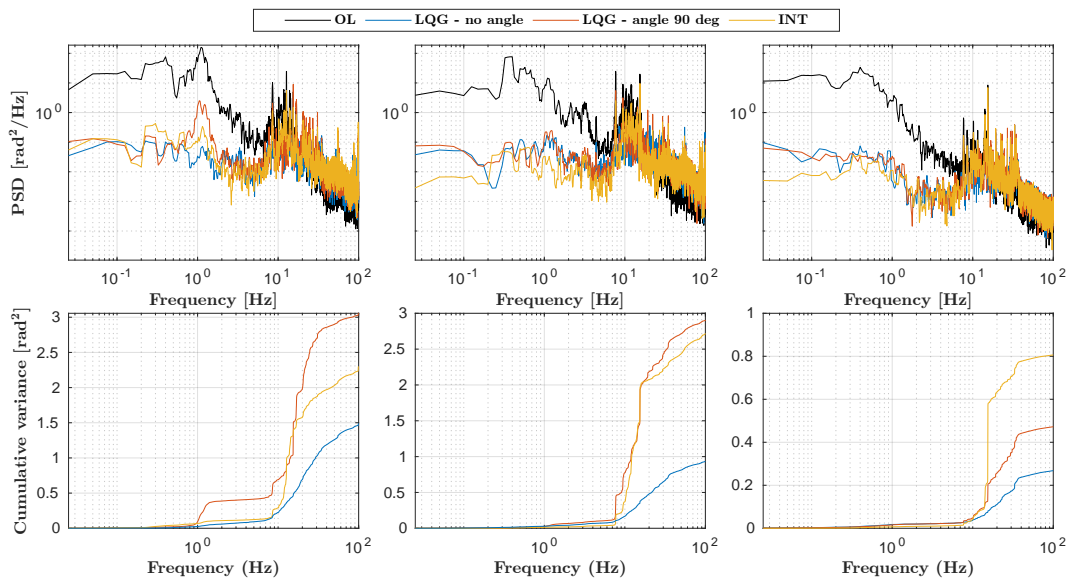 OL LQG - no angle LQG - angle 90 deg INT
PSD [rad²/Hz]
10⁰
10⁻¹ 10⁰ 10¹ 10²
Frequency [Hz]
10⁰
10⁻¹ 10⁰ 10¹ 10²
Frequency [Hz]
10⁰
10⁻¹ 10⁰ 10¹ 10²
Frequency [Hz]
Cumulative variance [rad²]
3
2.5
2
1.5
1
0.5
0
10⁰ 10²
Frequency (Hz)
3
2.5
2
1.5
1
0.5
0
10⁰ 10²
Frequency (Hz)
1
0.8
0.6
0.4
0.2
0
10⁰ 10²
Frequency (Hz)